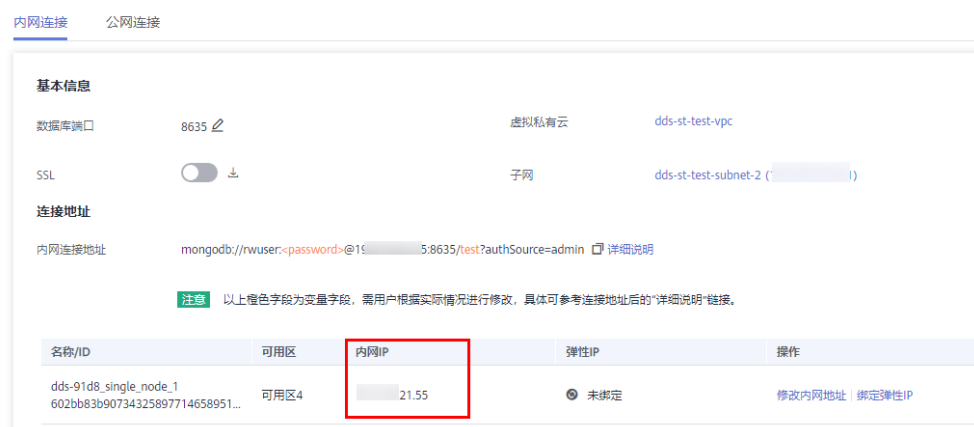 内网连接 公网连接
基本信息
数据库端口 8635 虚拟私有云 dds-st-test-vpc
SSL 子网 dds-st-test-subnet-2 ( )
连接地址
内网连接地址 mongodb://rwuser:<password>@19 5:8635/test?authSource=admin 详细说明
注意 以上橙色字段为变量字段，需用户根据实际情况进行修改，具体可参考连接地址后的“详细说明”链接。
名称/ID 可用区 内网IP 弹性IP 操作
dds-91d8_single_node_1
602bb83b90734325897714658951... 可用区4 21.55 未绑定 修改内网地址 | 绑定弹性IP